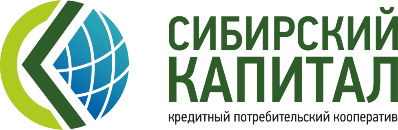 СИБИРСКИЙ
КАПИТАЛ
кредитный потребительский кооператив